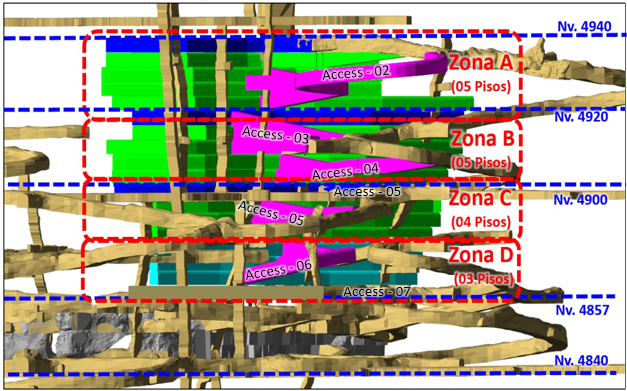 Nv. 4940
Zona A
(05 Pisos)
Access - 02
Nv. 4920
Access - 03
Zona B
(05 Pisos)
Access - 04
Access - 05
Zona C
(04 Pisos)
Nv. 4900
Access - 05
Zona D
(03 Pisos)
Access - 06
Access - 07
Nv. 4857
Nv. 4840